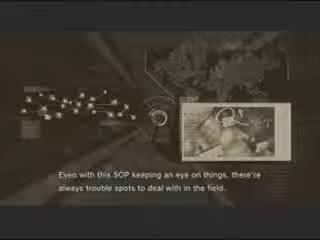 Even with this SOP keeping an eye on things, there're
always trouble spots to deal with in the field.